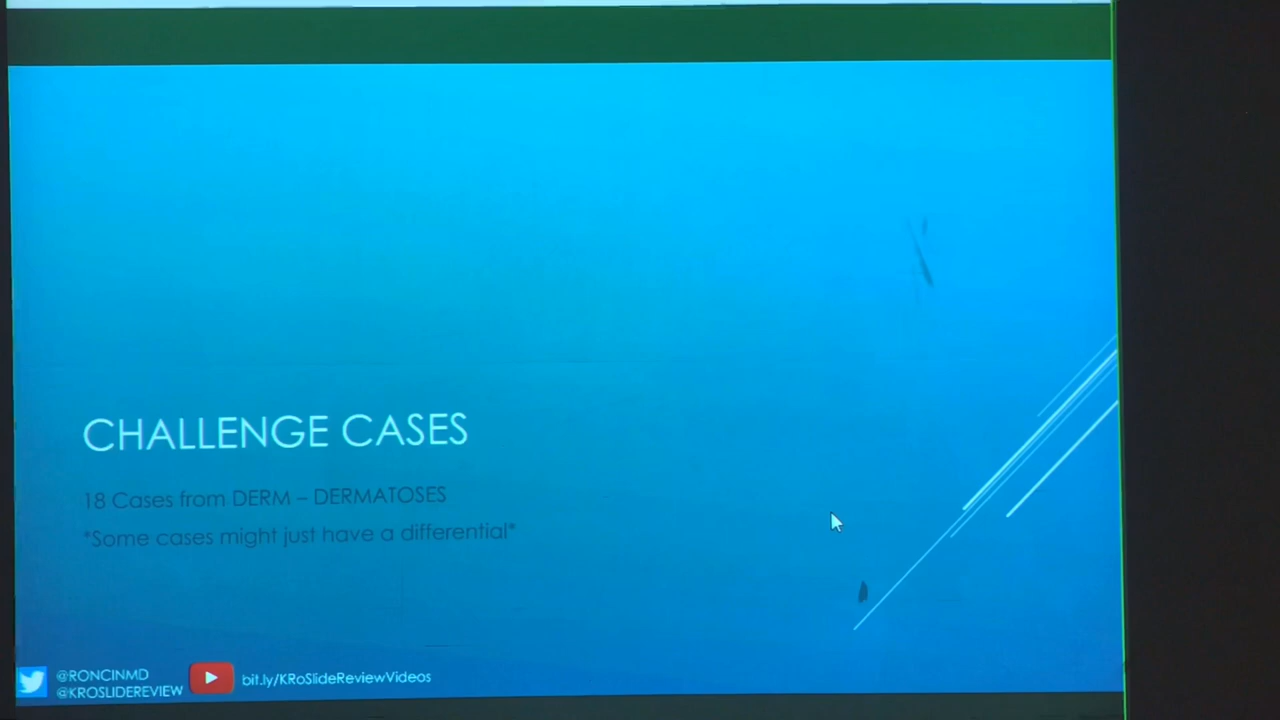 CHALLENGE CASES
18 Cases from DERM – DERMATOSES
*Some cases might just have a differential*
@RONCINMD
@KROSLIDEREVIEW
bit.ly/KRoSlideReviewVideos